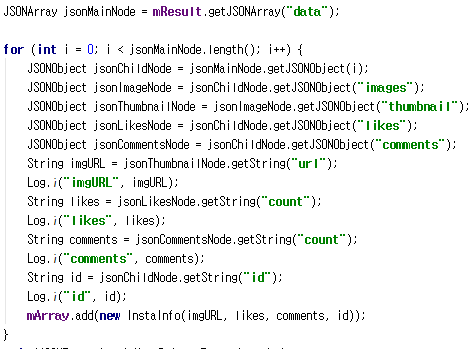 JSONArray jsonMainNode = mResult.getJSONArray("data");
for (int i = 0; i < jsonMainNode.length(); i++) {
JSONObject jsonChildNode = jsonMainNode.getJSONObject(i);
JSONObject jsonImageNode = jsonChildNode.getJSONObject("images");
JSONObject jsonThumbnailNode = jsonImageNode.getJSONObject("thumbnail");
JSONObject jsonLikesNode = jsonChildNode.getJSONObject("likes");
JSONObject jsonCommentsNode = jsonChildNode.getJSONObject("comments");
String imgURL = jsonThumbnailNode.getString("url");
Log.i("imgURL", imgURL);
String likes = jsonLikesNode.getString("count");
Log.i("likes", likes);
String comments = jsonCommentsNode.getString("count");
Log.i("comments", comments);
String id = jsonChildNode.getString("id");
Log.i("id", id);
mArray.add(new InstaInfo(imgURL, likes, comments, id));
}